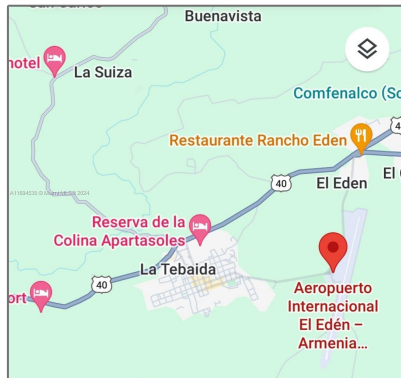 Buenavista
hotel
La Suiza
Comfenalco (So
Restaurante Rancho Eden
40
El Eden
El
Reserva de la
Colina Apartasoles
La Tebaida
40
ort
Aeropuerto
Internacional
El Edén –
Armenia...